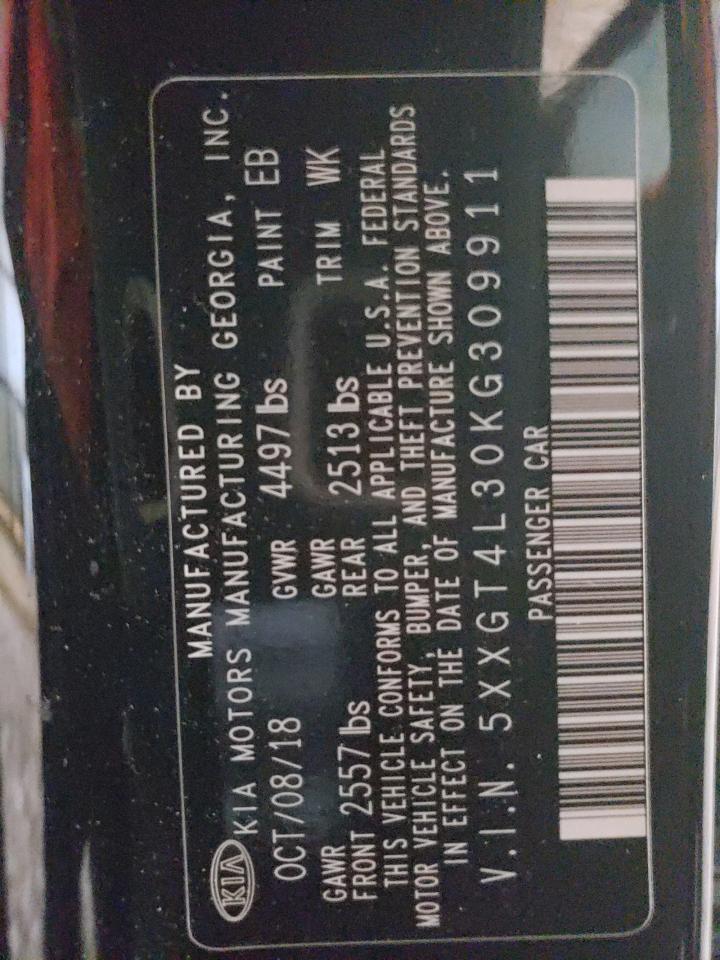 MANUFACTURED BY
KIA KIA MOTORS MANUFACTURING GEORGIA, INC.
OCT/08/18 GVWR 4497 lbs PAINT EB
GAWR GAWR
FRONT 2557 lbs REAR 2513 lbs TRIM WK
THIS VEHICLE CONFORMS TO ALL APPLICABLE U.S.A. FEDERAL
MOTOR VEHICLE SAFETY, BUMPER, AND THEFT PREVENTION STANDARDS
IN EFFECT ON THE DATE OF MANUFACTURE SHOWN ABOVE.
V.I.N. 5XXGT4L30KG309911
PASSENGER CAR